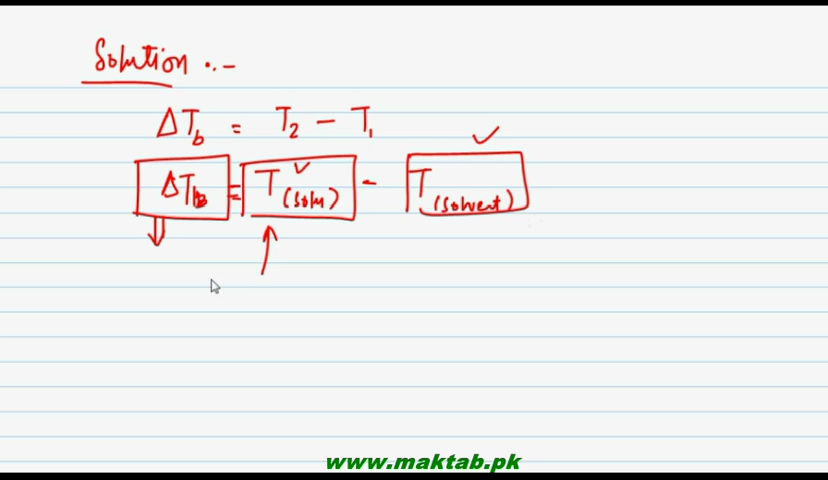 Solution :-
ΔTb = T2 - T1
ΔTb = T(soln) - T(solvent)
www.maktab.pk